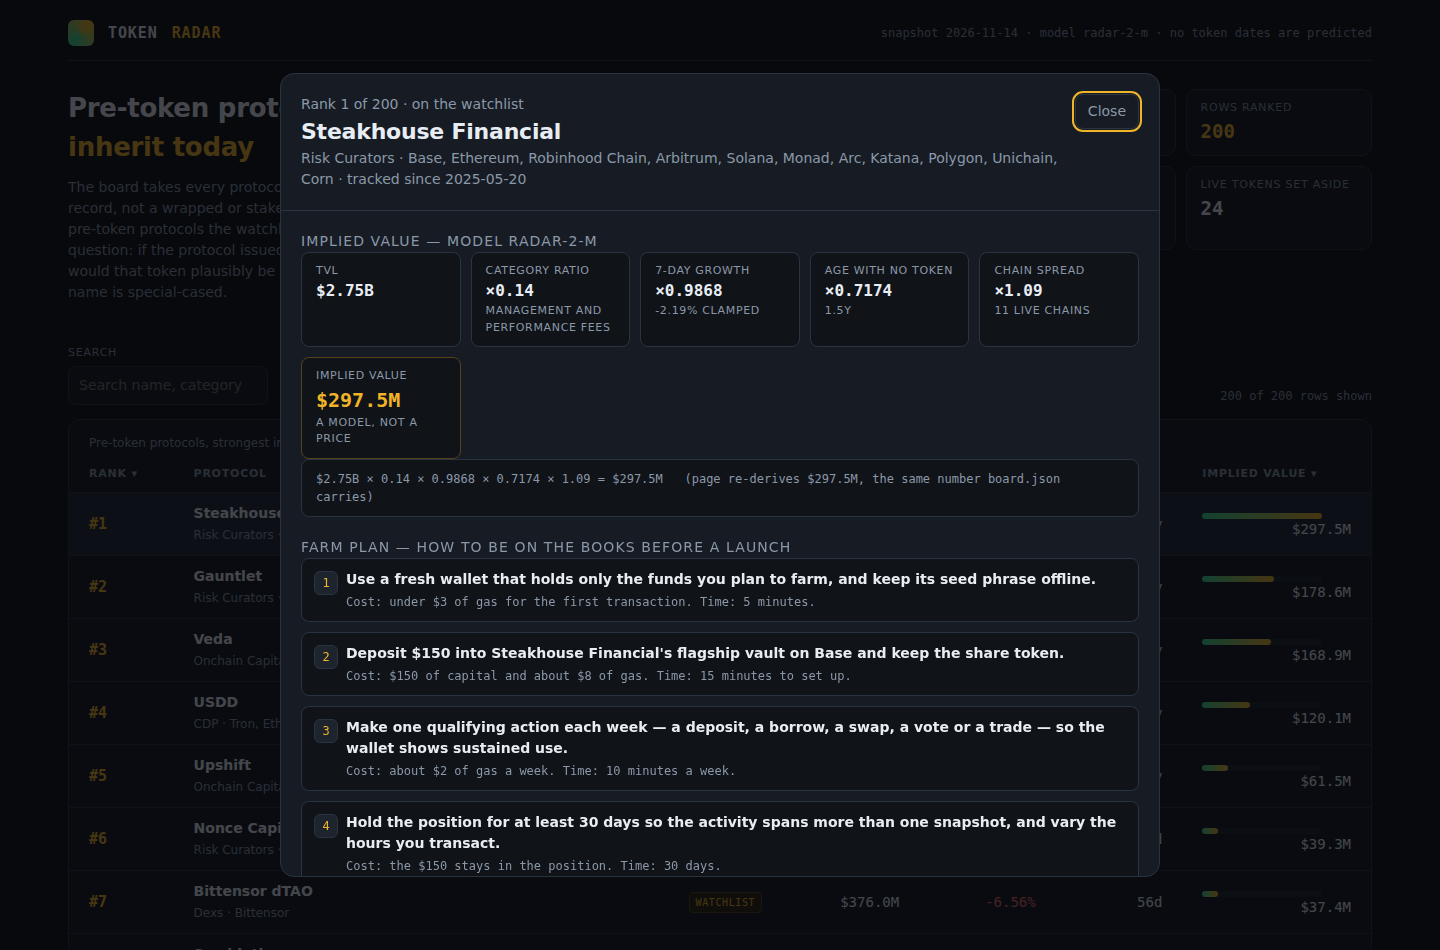 TOKEN RADAR
snapshot 2026-11-14 · model radar-2-m · no token dates are predicted
Pre-token prot
inherit today
The board takes every protoco
record, not a wrapped or stake
pre-token protocols the watchl
question: if the protocol issued
would that token plausibly be
name is special-cased.
ROWS RANKED
200
LIVE TOKENS SET ASIDE
24
SEARCH
Search name, category
200 of 200 rows shown
Rank 1 of 200 · on the watchlist
Close
Steakhouse Financial
Risk Curators · Base, Ethereum, Robinhood Chain, Arbitrum, Solana, Monad, Arc, Katana, Polygon, Unichain,
Corn · tracked since 2025-05-20
IMPLIED VALUE — MODEL RADAR-2-M
TVL
$2.75B
CATEGORY RATIO
×0.14
MANAGEMENT AND
PERFORMANCE FEES
7-DAY GROWTH
×0.9868
-2.19% CLAMPED
AGE WITH NO TOKEN
×0.7174
1.5Y
CHAIN SPREAD
×1.09
11 LIVE CHAINS
IMPLIED VALUE
$297.5M
A MODEL, NOT A
PRICE
$2.75B × 0.14 × 0.9868 × 0.7174 × 1.09 = $297.5M (page re-derives $297.5M, the same number board.json
carries)
FARM PLAN — HOW TO BE ON THE BOOKS BEFORE A LAUNCH
1 Use a fresh wallet that holds only the funds you plan to farm, and keep its seed phrase offline.
Cost: under $3 of gas for the first transaction. Time: 5 minutes.
2 Deposit $150 into Steakhouse Financial's flagship vault on Base and keep the share token.
Cost: $150 of capital and about $8 of gas. Time: 15 minutes to set up.
3 Make one qualifying action each week — a deposit, a borrow, a swap, a vote or a trade — so the
wallet shows sustained use.
Cost: about $2 of gas a week. Time: 10 minutes a week.
4 Hold the position for at least 30 days so the activity spans more than one snapshot, and vary the
hours you transact.
Cost: the $150 stays in the position. Time: 30 days.
Pre-token protocols, strongest i
RANK ▾ PROTOCOL IMPLIED VALUE ▾
#1 Steakhouse $297.5M
Risk Curators ·
#2 Gauntlet $178.6M
Risk Curators ·
#3 Veda $168.9M
Onchain Capita
#4 USDD $120.1M
CDP · Tron, Eth
#5 Upshift $61.5M
Onchain Capita
#6 Nonce Capi $39.3M
Risk Curators ·
#7 Bittensor dTAO WATCHLIST $376.0M -6.56% 56d $37.4M
Dexs · Bittensor